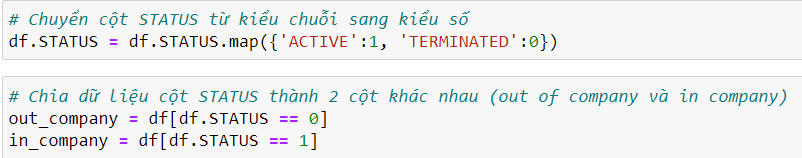 # Chuyển cột STATUS từ kiểu chuỗi sang kiểu số
df.STATUS = df.STATUS.map({'ACTIVE':1, 'TERMINATED':0})
# Chia dữ liệu cột STATUS thành 2 cột khác nhau (out of company và in company)
out_company = df[df.STATUS == 0]
in_company = df[df.STATUS == 1]